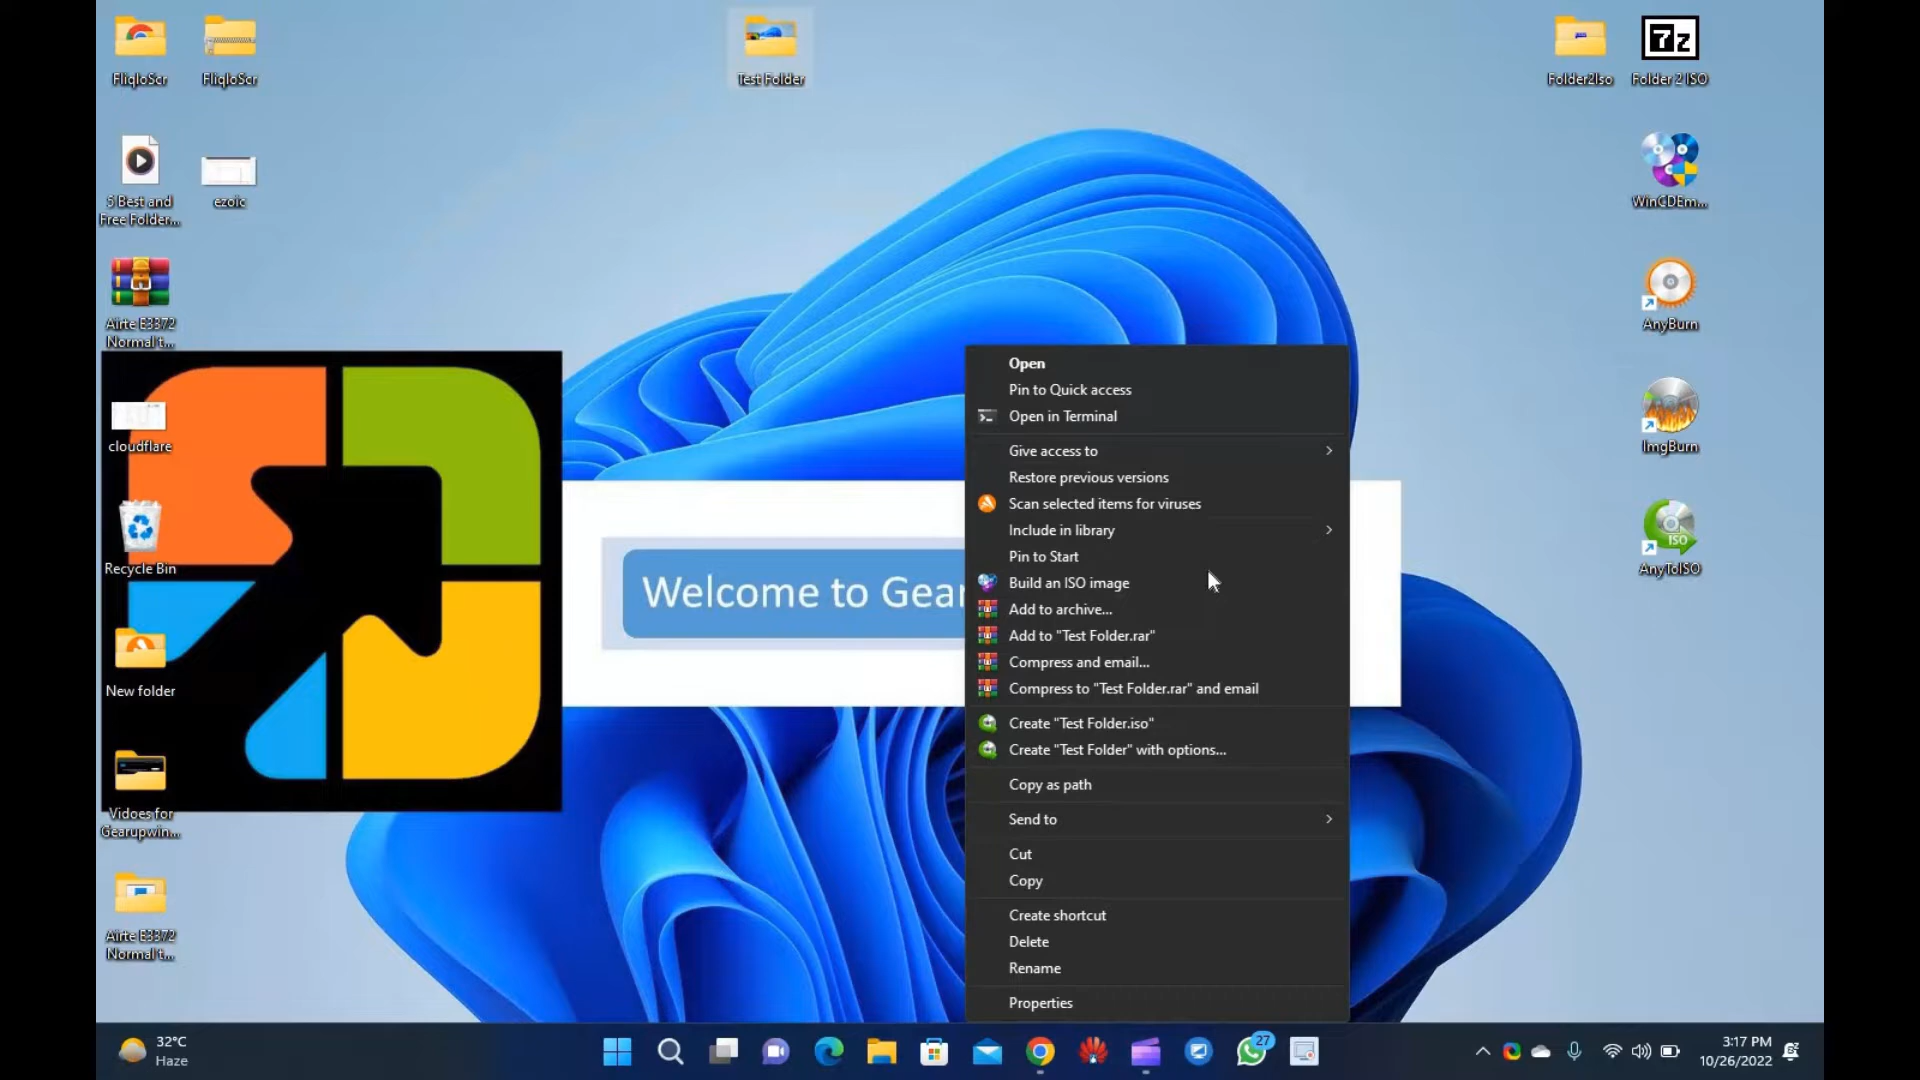 FliqloScr
FliqloScr
Test Folder
Folder2Iso
7z
Folder 2 ISO
5 Best and
Free Folder...
ezoic
WinCDEm...
Airte E3372
Normal t...
AnyBurn
cloudflare
ImgBurn
Recycle Bin
ISO
AnyToISO
New folder
Vidoes for
Gearupwin...
Airte E3372
Normal t...
Welcome to Gear
Open
Pin to Quick access
Open in Terminal
Give access to
Restore previous versions
Scan selected items for viruses
Include in library
Pin to Start
Build an ISO image
Add to archive...
Add to "Test Folder.rar"
Compress and email...
Compress to "Test Folder.rar" and email
Create "Test Folder.iso"
Create "Test Folder" with options...
Copy as path
Send to
Cut
Copy
Create shortcut
Delete
Rename
Properties
32°C
Haze
27
3:17 PM
10/26/2022